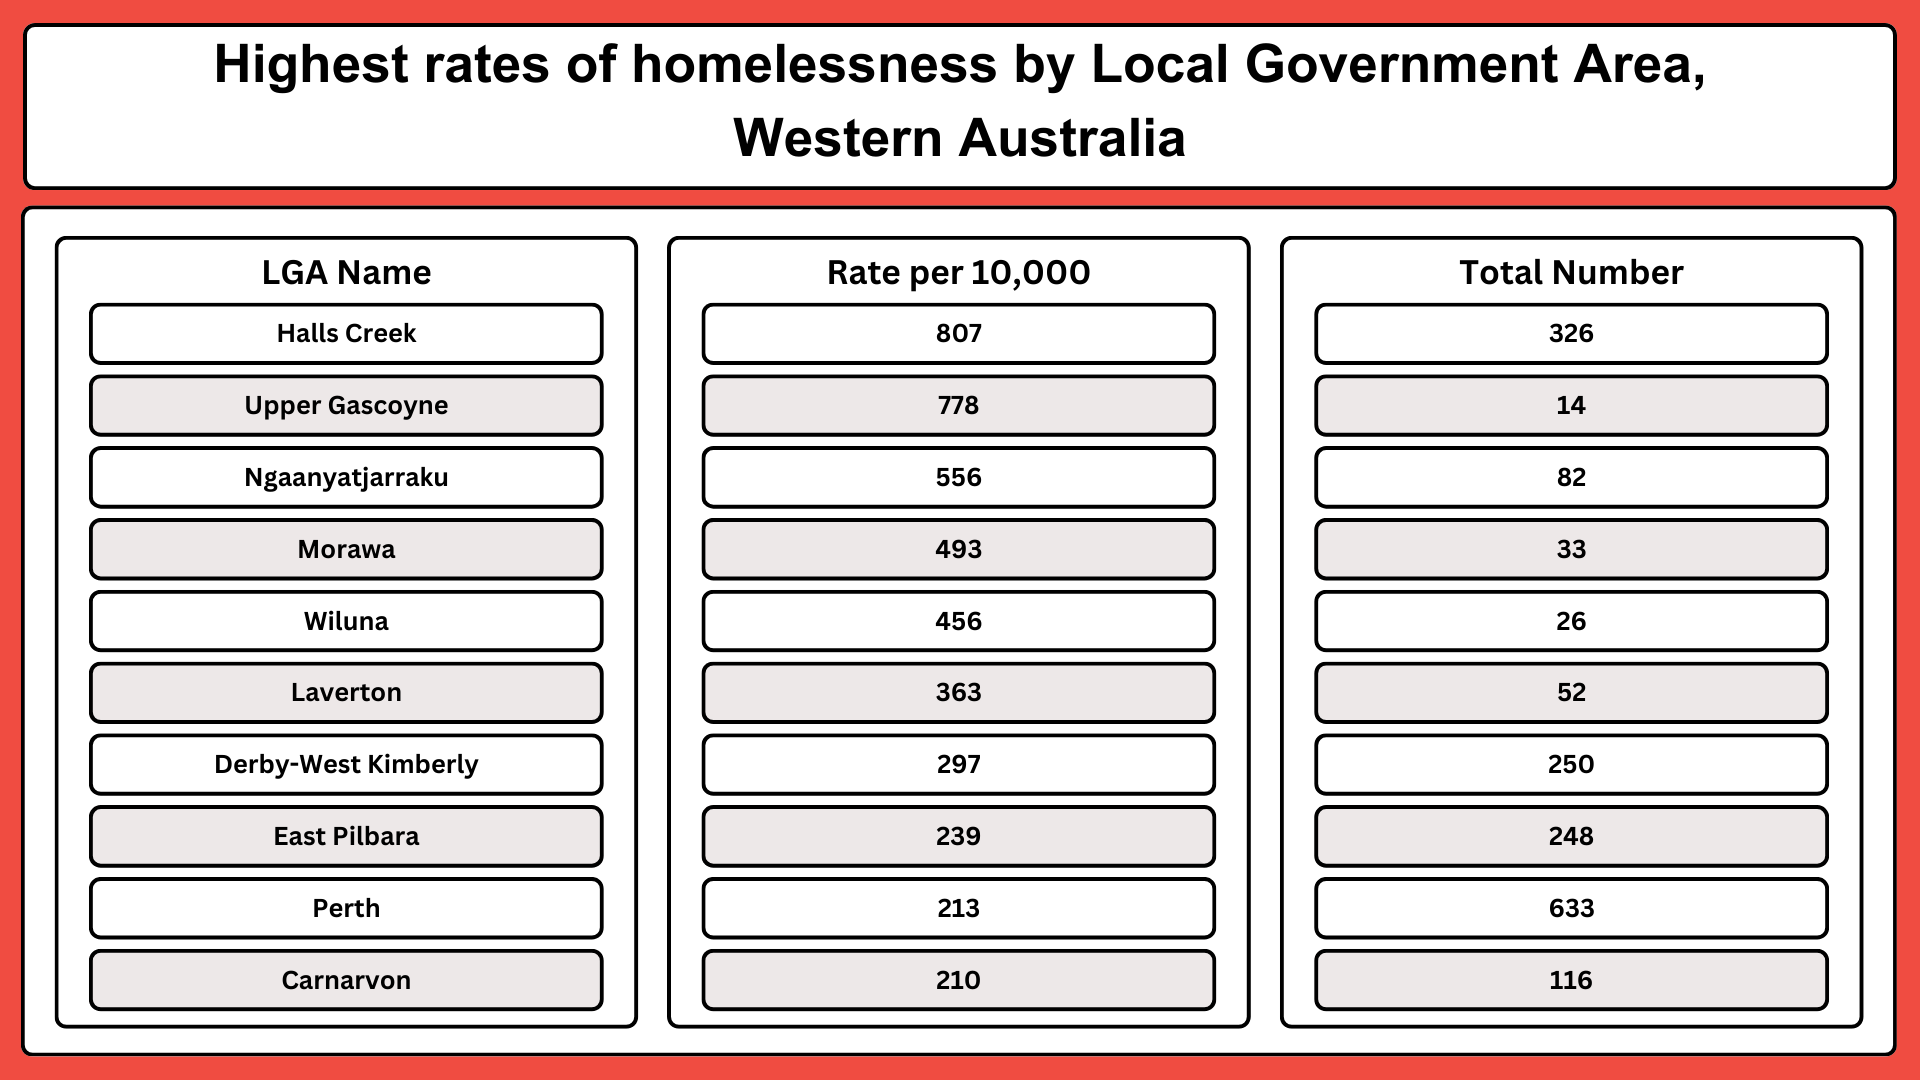 Highest rates of homelessness by Local Government Area,
Western Australia
LGA Name Rate per 10,000 Total Number
Halls Creek 807 326
Upper Gascoyne 778 14
Ngaanyatjarraku 556 82
Morawa 493 33
Wiluna 456 26
Laverton 363 52
Derby-West Kimberly 297 250
East Pilbara 239 248
Perth 213 633
Carnarvon 210 116